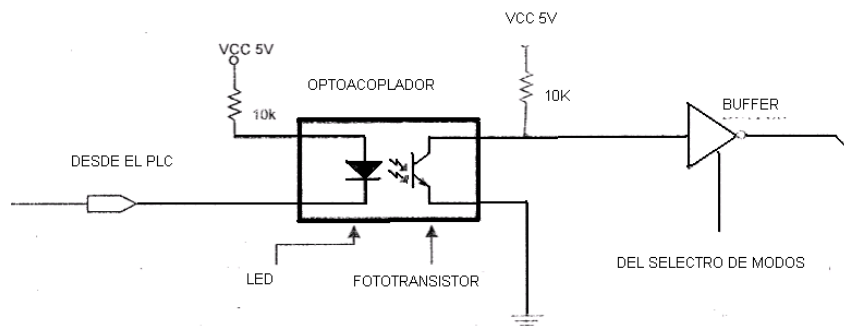 VCC 5V
VCC 5V
OPTOACOPLADOR
10k
10K
BUFFER
DESDE EL PLC
DEL SELECTRO DE MODOS
LED
FOTOTRANSISTOR